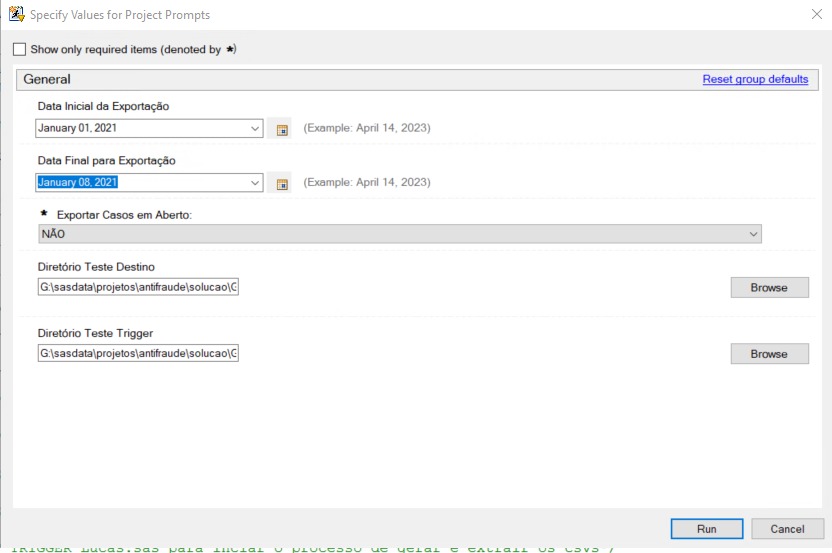 Specify Values for Project Prompts
Show only required items (denoted by *)
General
Reset group defaults
Data Inicial da Exportação
January 01, 2021
(Example: April 14, 2023)
Data Final para Exportação
January 08, 2021
(Example: April 14, 2023)
* Exportar Casos em Aberto:
NÃO
Diretório Teste Destino
G:\sasdata\projetos\antifraude\solucao\G
Browse
Diretório Teste Trigger
G:\sasdata\projetos\antifraude\solucao\G
Browse
Run
Cancel
TRIGGER Lucas.sas para inciar o processo de gerar e extrair os csvs